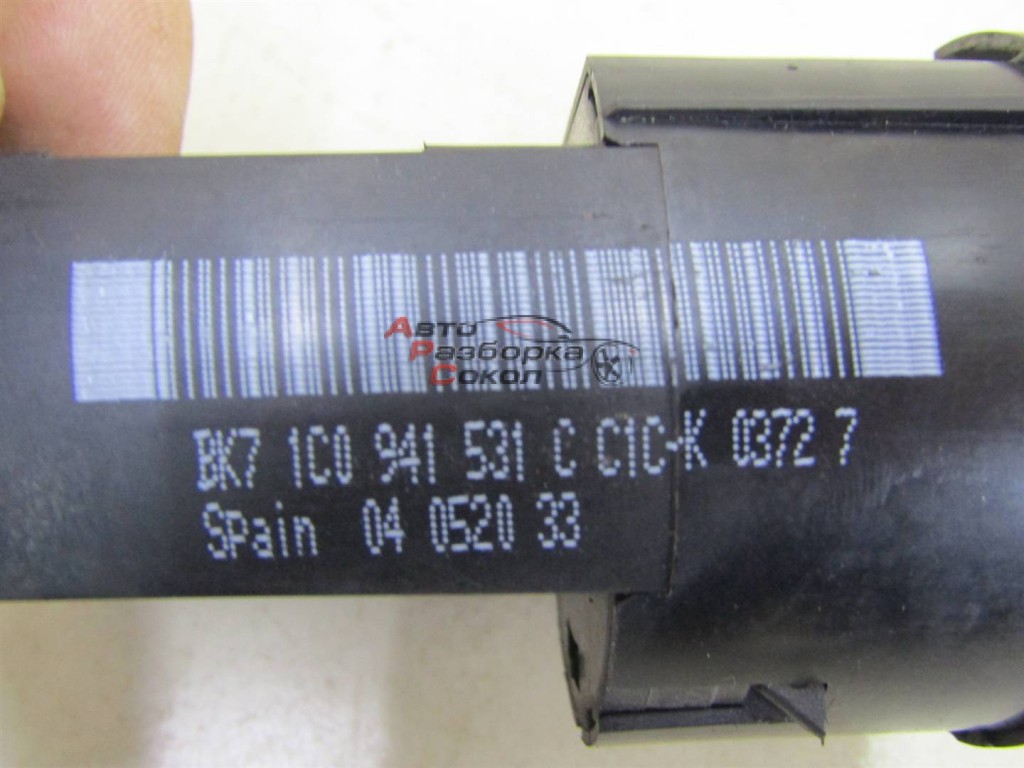 Авто
Разборка
Сокол
BK7 1C0 941 531 C C1C-K 0372 7
Spain 04 0520 33